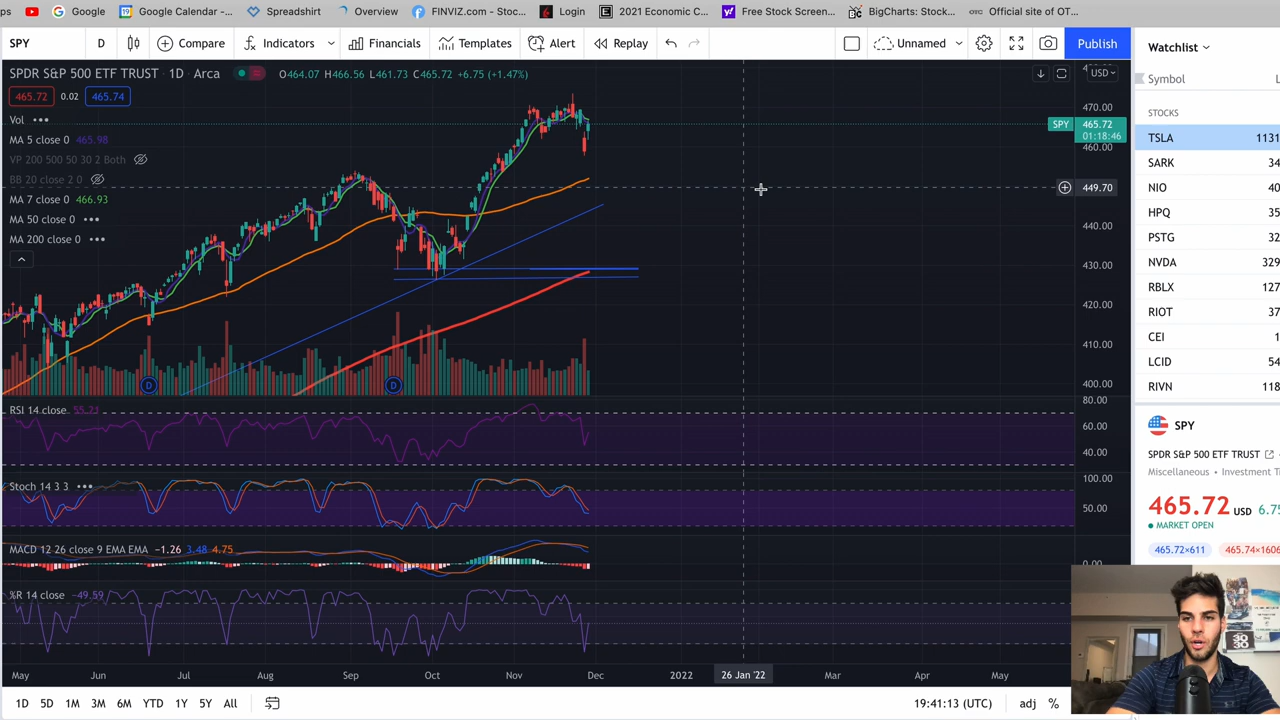 ps Google Google Calendar -... Spreadshirt Overview FINVIZ.com - Stoc... Login 2021 Economic C... Free Stock Screen... BigCharts: Stock... OTC Official site of OT...
SPY D Compare Indicators Financials Templates Alert Replay Unnamed Publish
Watchlist
SPDR S&P 500 ETF TRUST • 1D • Arca O464.07 H466.56 L461.73 C465.72 +6.75 (+1.47%)
USD
465.72 0.02 465.74
Vol
MA 5 close 0 465.98
VP 200 500 50 30 2 Both
BB 20 close 2 0
MA 7 close 0 466.93
MA 50 close 0
MA 200 close 0
470.00
SPY 465.72
01:18:46
460.00
449.70
440.00
430.00
420.00
410.00
400.00
D D
RSI 14 close 55.21
80.00
60.00
40.00
Stoch 14 3 3
100.00
50.00
MACD 12 26 close 9 EMA EMA −1.26 3.48 4.75
0.00
%R 14 close −49.59
May Jun Jul Aug Sep Oct Nov Dec 2022 26 Jan '22 Mar Apr May
1D 5D 1M 3M 6M YTD 1Y 5Y All 19:41:13 (UTC) adj %
Symbol L
STOCKS
TSLA 1131
SARK 34
NIO 40
HPQ 35
PSTG 32
NVDA 329
RBLX 127
RIOT 37
CEI 1
LCID 54
RIVN 118
SPY
SPDR S&P 500 ETF TRUST
Miscellaneous • Investment T
465.72 USD 6.75
MARKET OPEN
465.72×611 465.74×1606
30
30